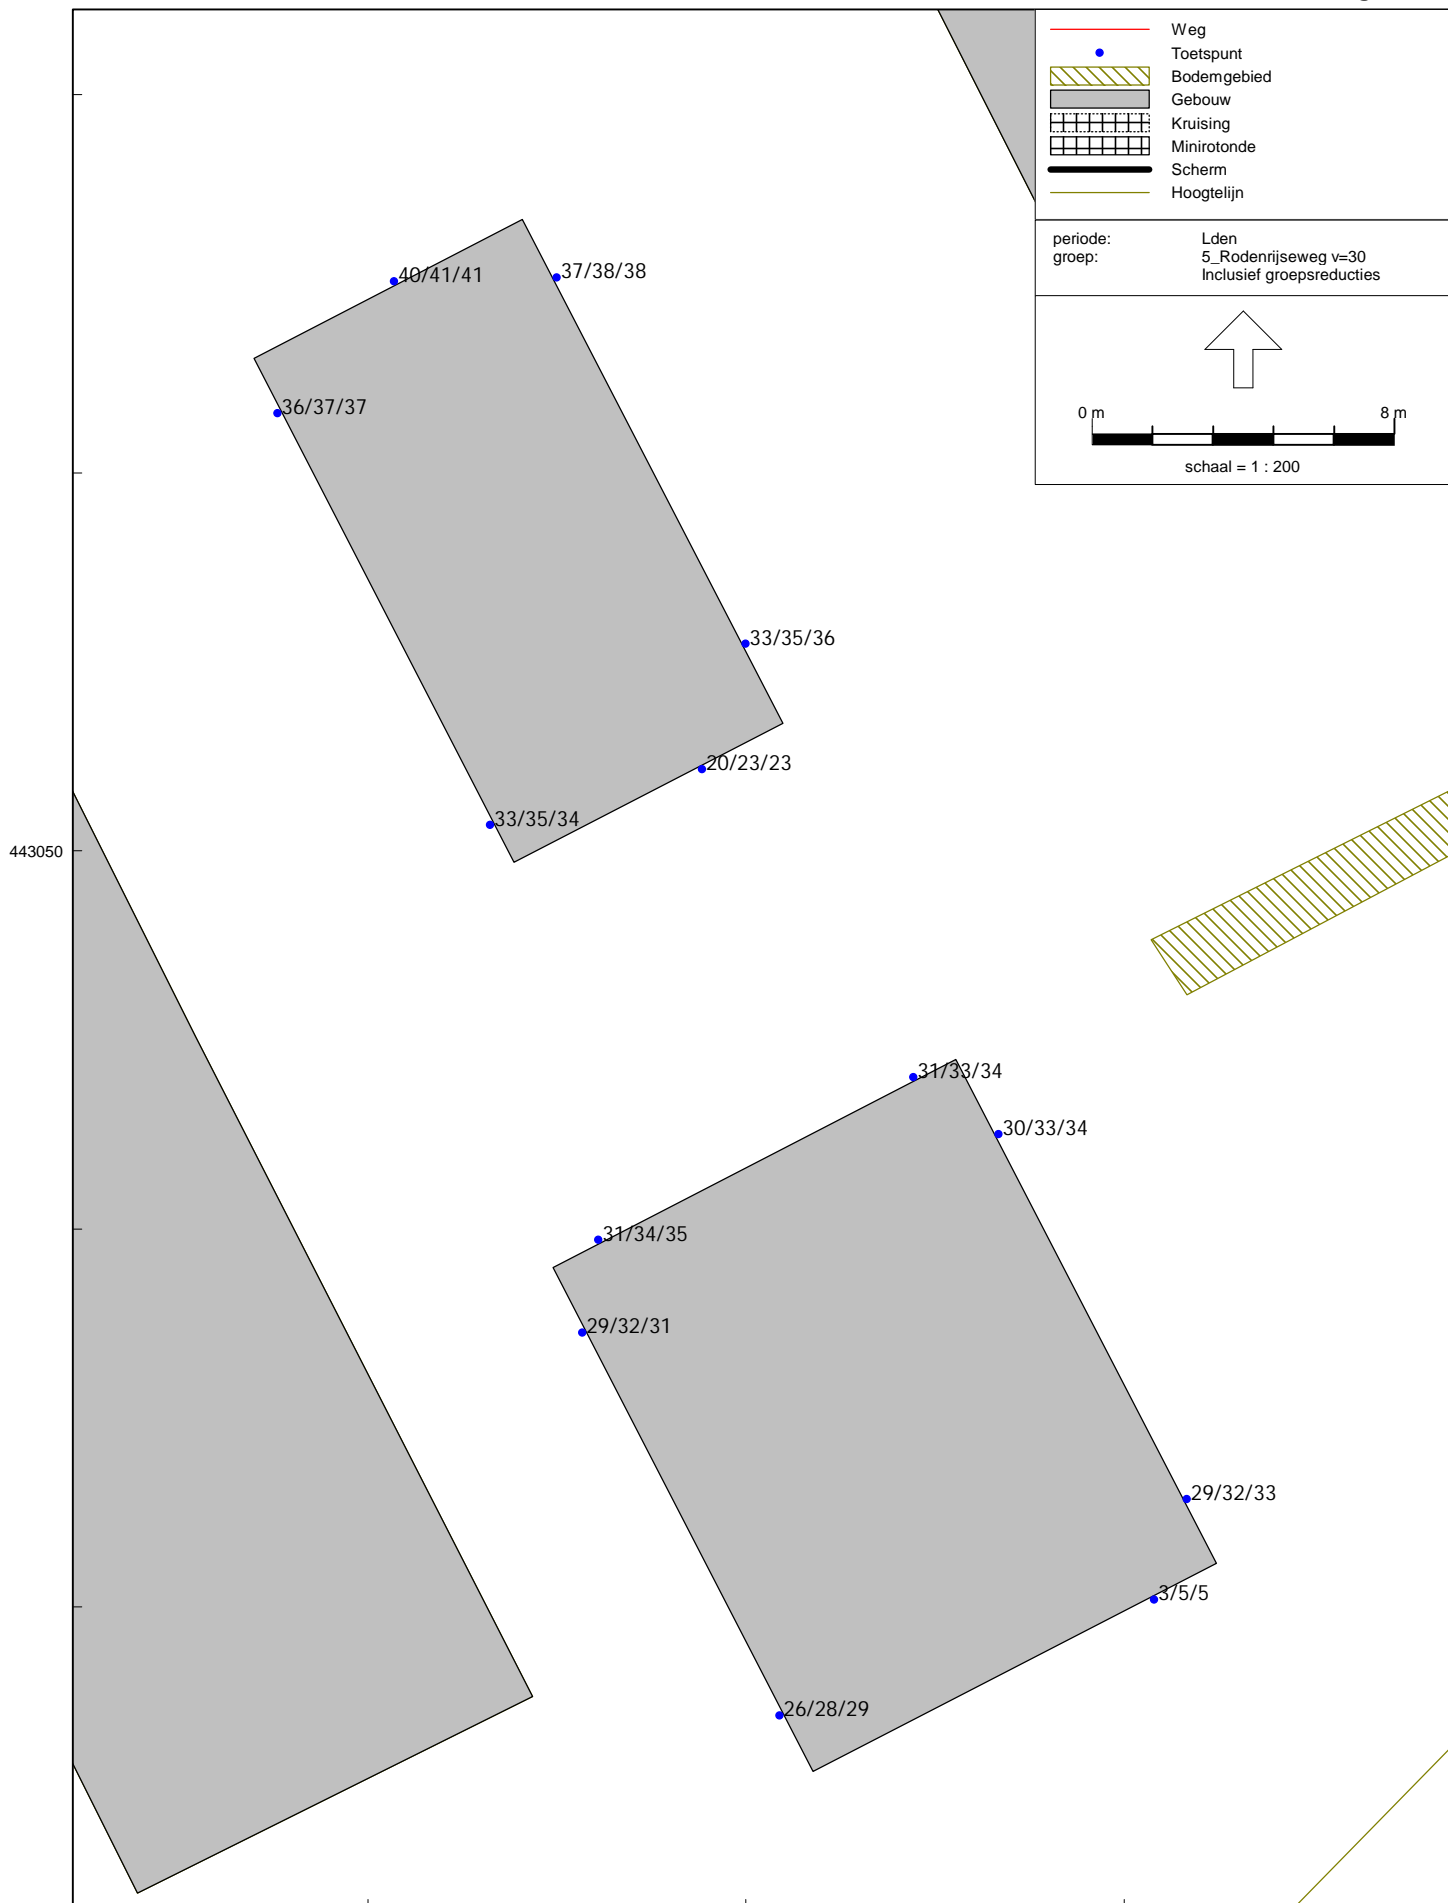 Weg
Toetspunt
Bodemgebied
Gebouw
Kruising
Minirotonde
Scherm
Hoogtelijn
periode: Lden
groep: 5_Rodenrijseweg v=30
Inclusief groepsreducties
0 m 8 m
schaal = 1 : 200
40/41/41
37/38/38
36/37/37
33/35/36
20/23/23
33/35/34
443050
31/33/34
30/33/34
31/34/35
29/32/31
29/32/33
3/5/5
26/28/29